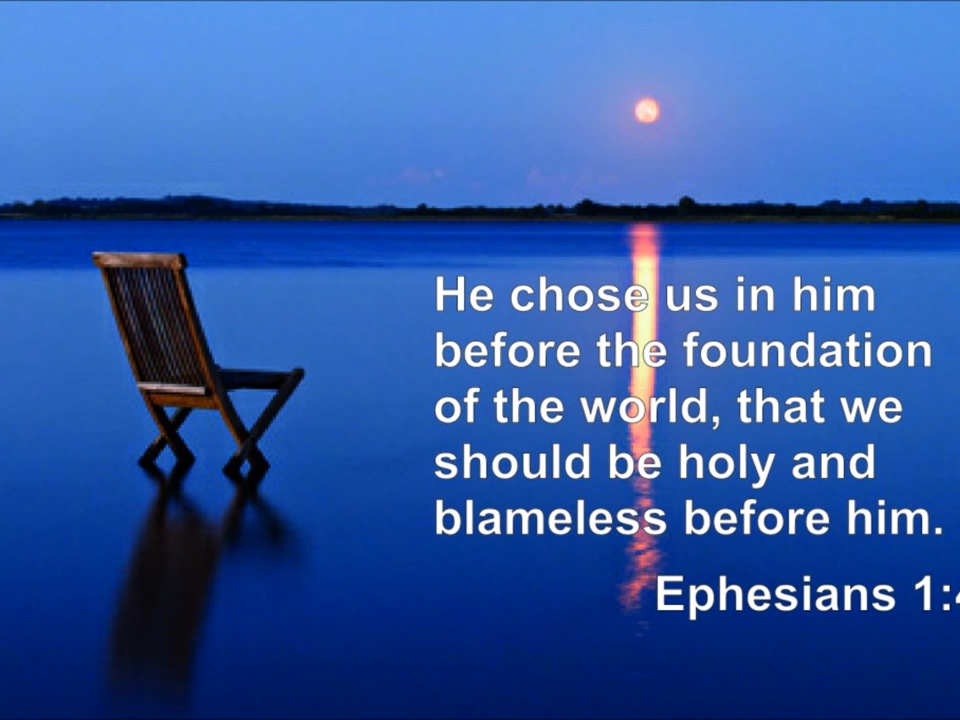 He chose us in him
before the foundation
of the world, that we
should be holy and
blameless before him.
Ephesians 1:4